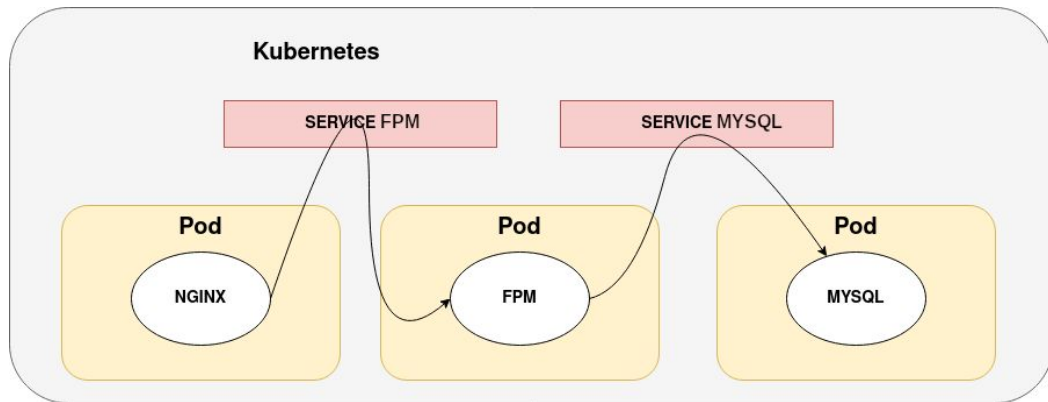 Kubernetes
SERVICE FPM
SERVICE MYSQL
Pod
Pod
Pod
NGINX
FPM
MYSQL